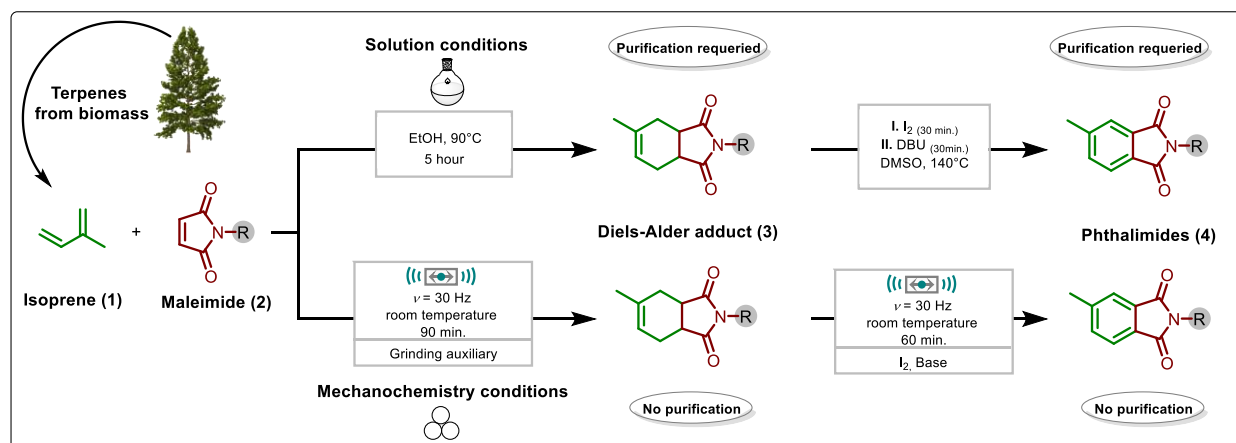 Terpenes
from biomass
Isoprene (1)
+
Maleimide (2)
O
N
R
O
Solution conditions
EtOH, 90°C
5 hour
Purification requeried
O
N
R
O
Diels-Alder adduct (3)
I. I2 (30 min.)
II. DBU (30min.)
DMSO, 140°C
Purification requeried
O
N
R
O
Phthalimides (4)
ν = 30 Hz
room temperature
90 min.
Grinding auxiliary
Mechanochemistry conditions
O
N
R
O
No purification
ν = 30 Hz
room temperature
60 min.
I2, Base
O
N
R
O
No purification